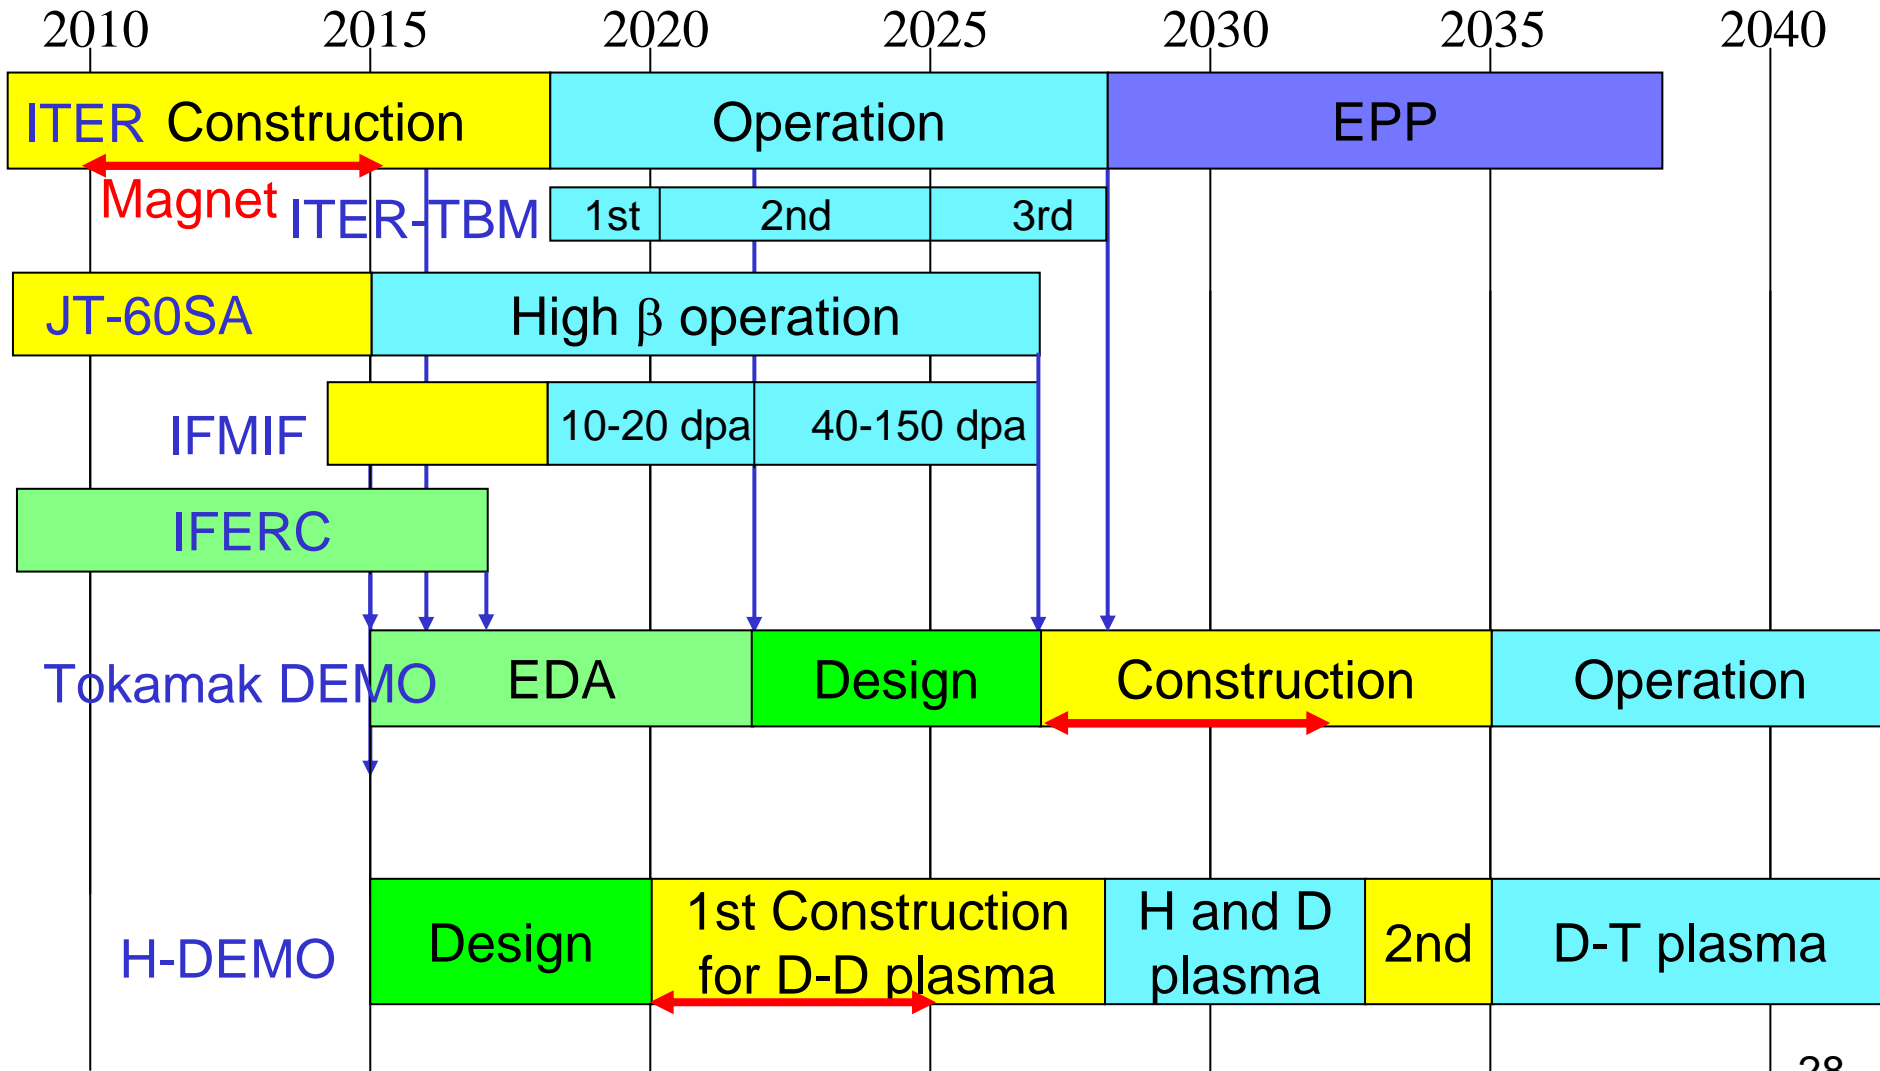 2010 2015 2020 2025 2030 2035 2040
ITER Construction Operation EPP
Magnet
ITER-TBM 1st 2nd 3rd
JT-60SA High β operation
IFMIF 10-20 dpa 40-150 dpa
IFERC
Tokamak DEMO EDA Design Construction Operation
H-DEMO Design
1st Construction
for D-D plasma
H and D
plasma
2nd D-T plasma
28